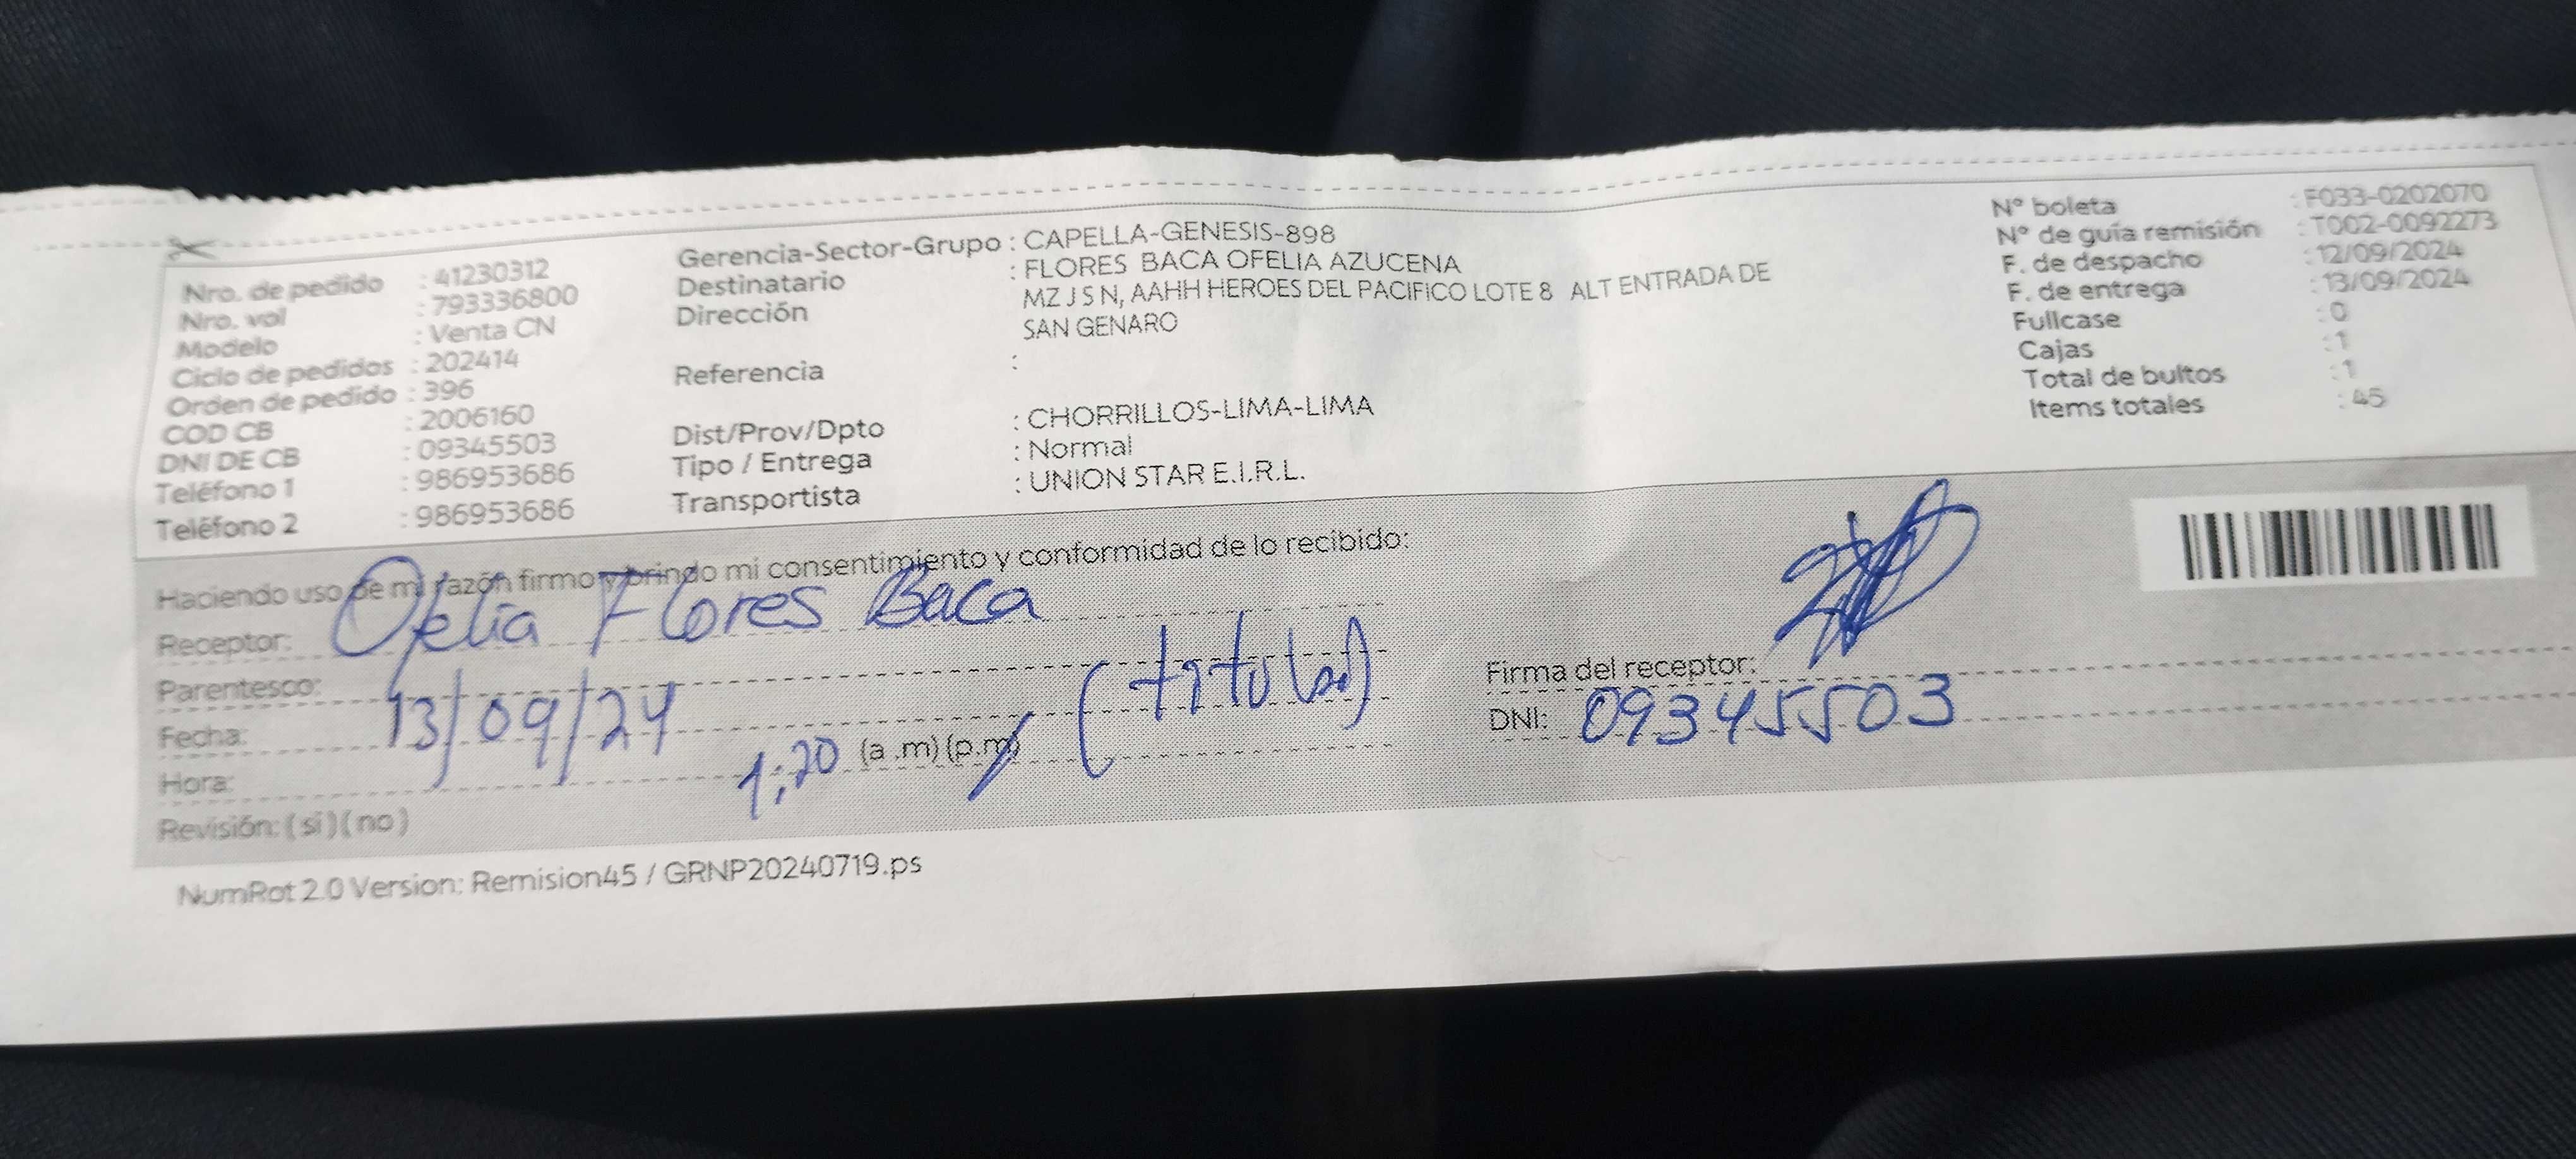 Nro. de pedido : 41230312
Nro. vol : 793336800
Modelo : Venta CN
Ciclo de pedidos : 202414
Orden de pedido : 396
COD CB : 2006160
DNI DE CB : 09345503
Teléfono 1 : 986953686
Teléfono 2 : 986953686
Gerencia-Sector-Grupo : CAPELLA-GENESIS-898
Destinatario : FLORES BACA OFELIA AZUCENA
Dirección MZ J S N, AAHH HEROES DEL PACIFICO LOTE 8 ALT ENTRADA DE
SAN GENARO
Referencia :
Dist/Prov/Dpto : CHORRILLOS-LIMA-LIMA
Tipo / Entrega : Normal
Transportista : UNION STAR E.I.R.L.
N° boleta : F033-0202070
N° de guía remisión : T002-0092273
F. de despacho : 12/09/2024
F. de entrega : 13/09/2024
Fullcase : 0
Cajas : 1
Total de bultos : 1
Items totales : 45
Haciendo uso de mi razón firmo y brindo mi consentimiento y conformidad de lo recibido:
Receptor: Ofelia Flores Baca
Parentesco: (titular)
Fecha: 13/09/24
Hora: 1:20 (a .m) (p.m)
Revisión: ( si ) ( no )
Firma del receptor:
DNI: 09345503
NumRot 2.0 Version: Remision45 / GRNP20240719.ps